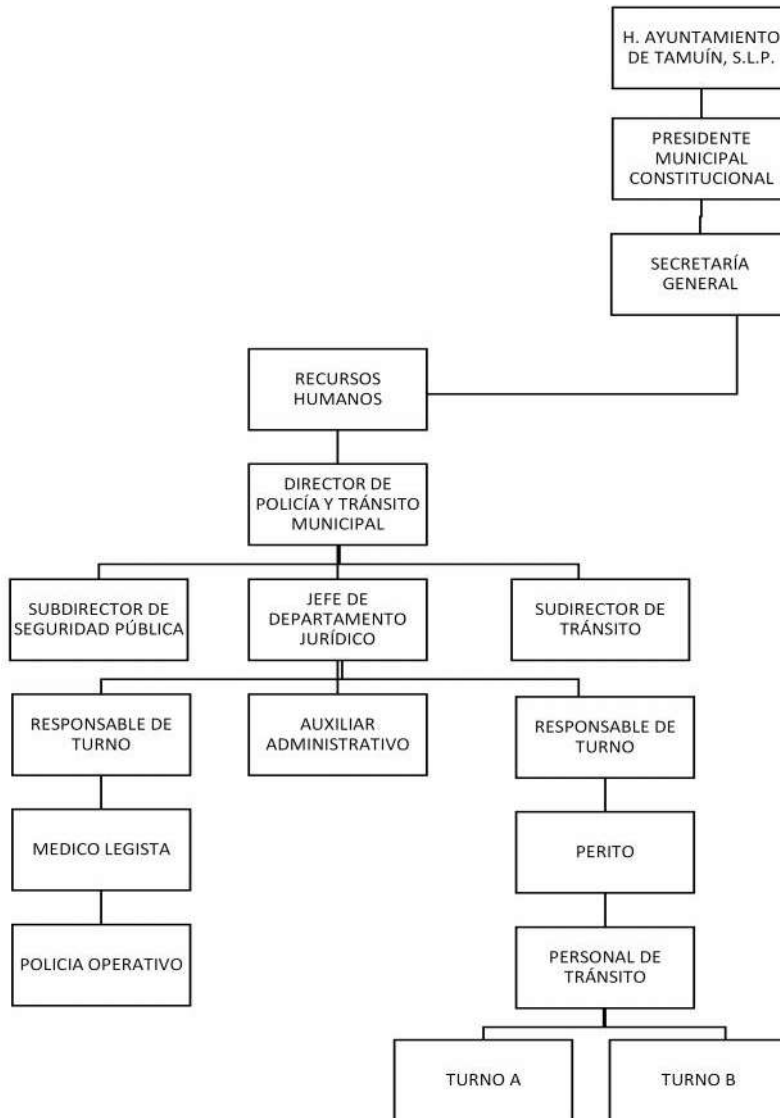 H. AYUNTAMIENTO
DE TAMUÍN, S.L.P.
PRESIDENTE
MUNICIPAL
CONSTITUCIONAL
SECRETARÍA
GENERAL
RECURSOS
HUMANOS
DIRECTOR DE
POLICÍA Y TRÁNSITO
MUNICIPAL
SUBDIRECTOR DE
SEGURIDAD PÚBLICA
JEFE DE
DEPARTAMENTO
JURÍDICO
SUDIRECTOR DE
TRÁNSITO
RESPONSABLE DE
TURNO
AUXILIAR
ADMINISTRATIVO
RESPONSABLE DE
TURNO
MEDICO LEGISTA
PERITO
POLICIA OPERATIVO
PERSONAL DE
TRÁNSITO
TURNO A
TURNO B